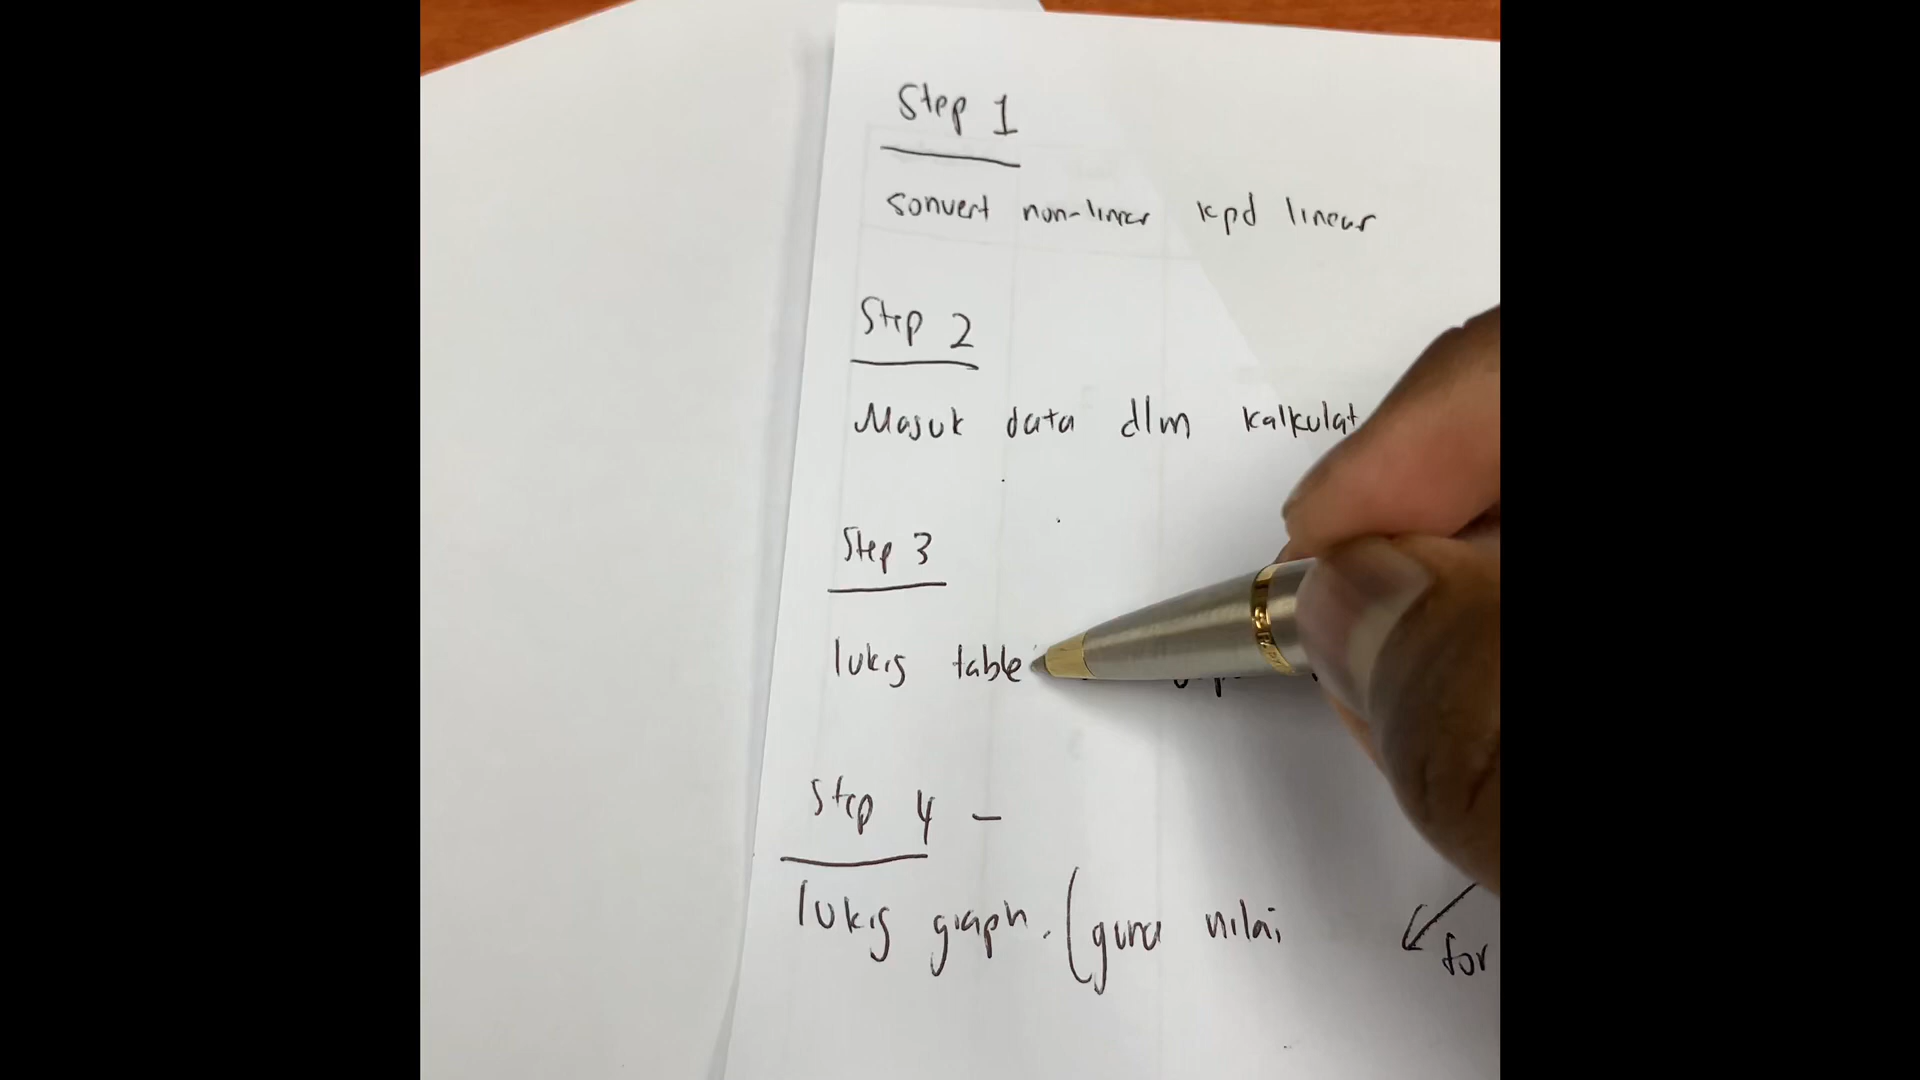 Step 1
Sonvert non-linear kpd linear
Step 2
Masuk data dlm kalkulat
Step 3
lukis table
Step 4 –
lukis graph. (guna nilai
for